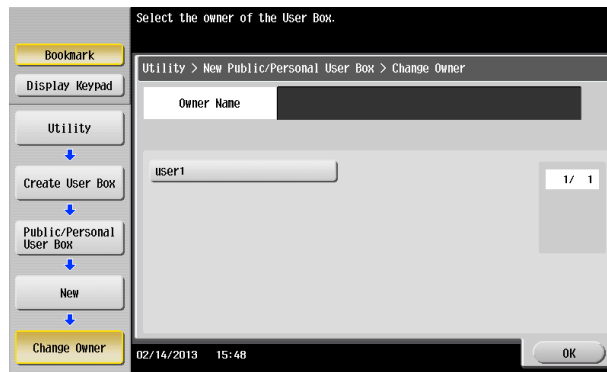 Select the owner of the User Box.
Bookmark
Display Keypad
Utility
Create User Box
Public/Personal
User Box
New
Change Owner
Utility > New Public/Personal User Box > Change Owner
Owner Name
user1
1/ 1
02/14/2013 15:48
OK